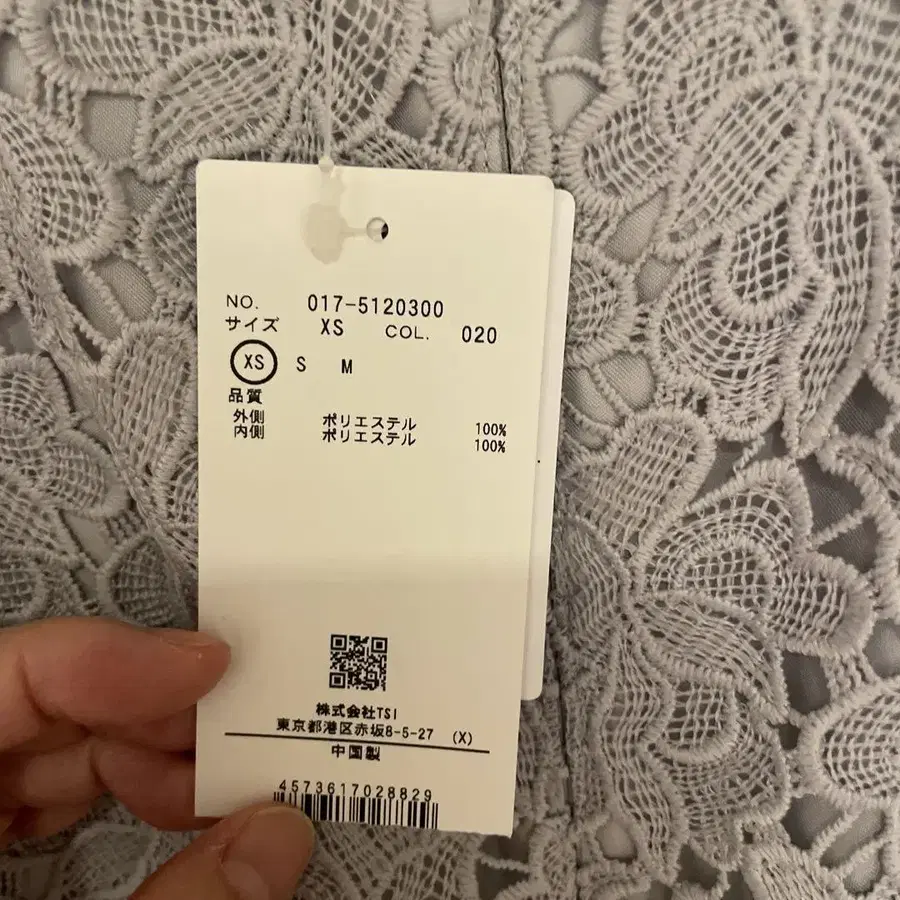 NO. 017-5120300
サイズ XS COL. 020
XS S M
品質
外側 ポリエステル 100%
内側 ポリエステル 100%
株式会社TSI
東京都港区赤坂8-5-27 (X)
中国製
4573617028829